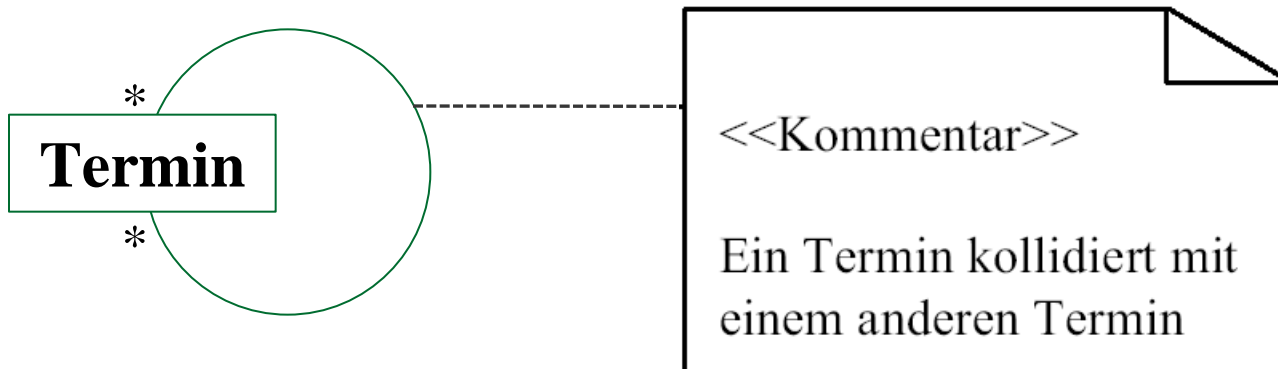 *
Termin
*
<<Kommentar>>
Ein Termin kollidiert mit
einem anderen Termin